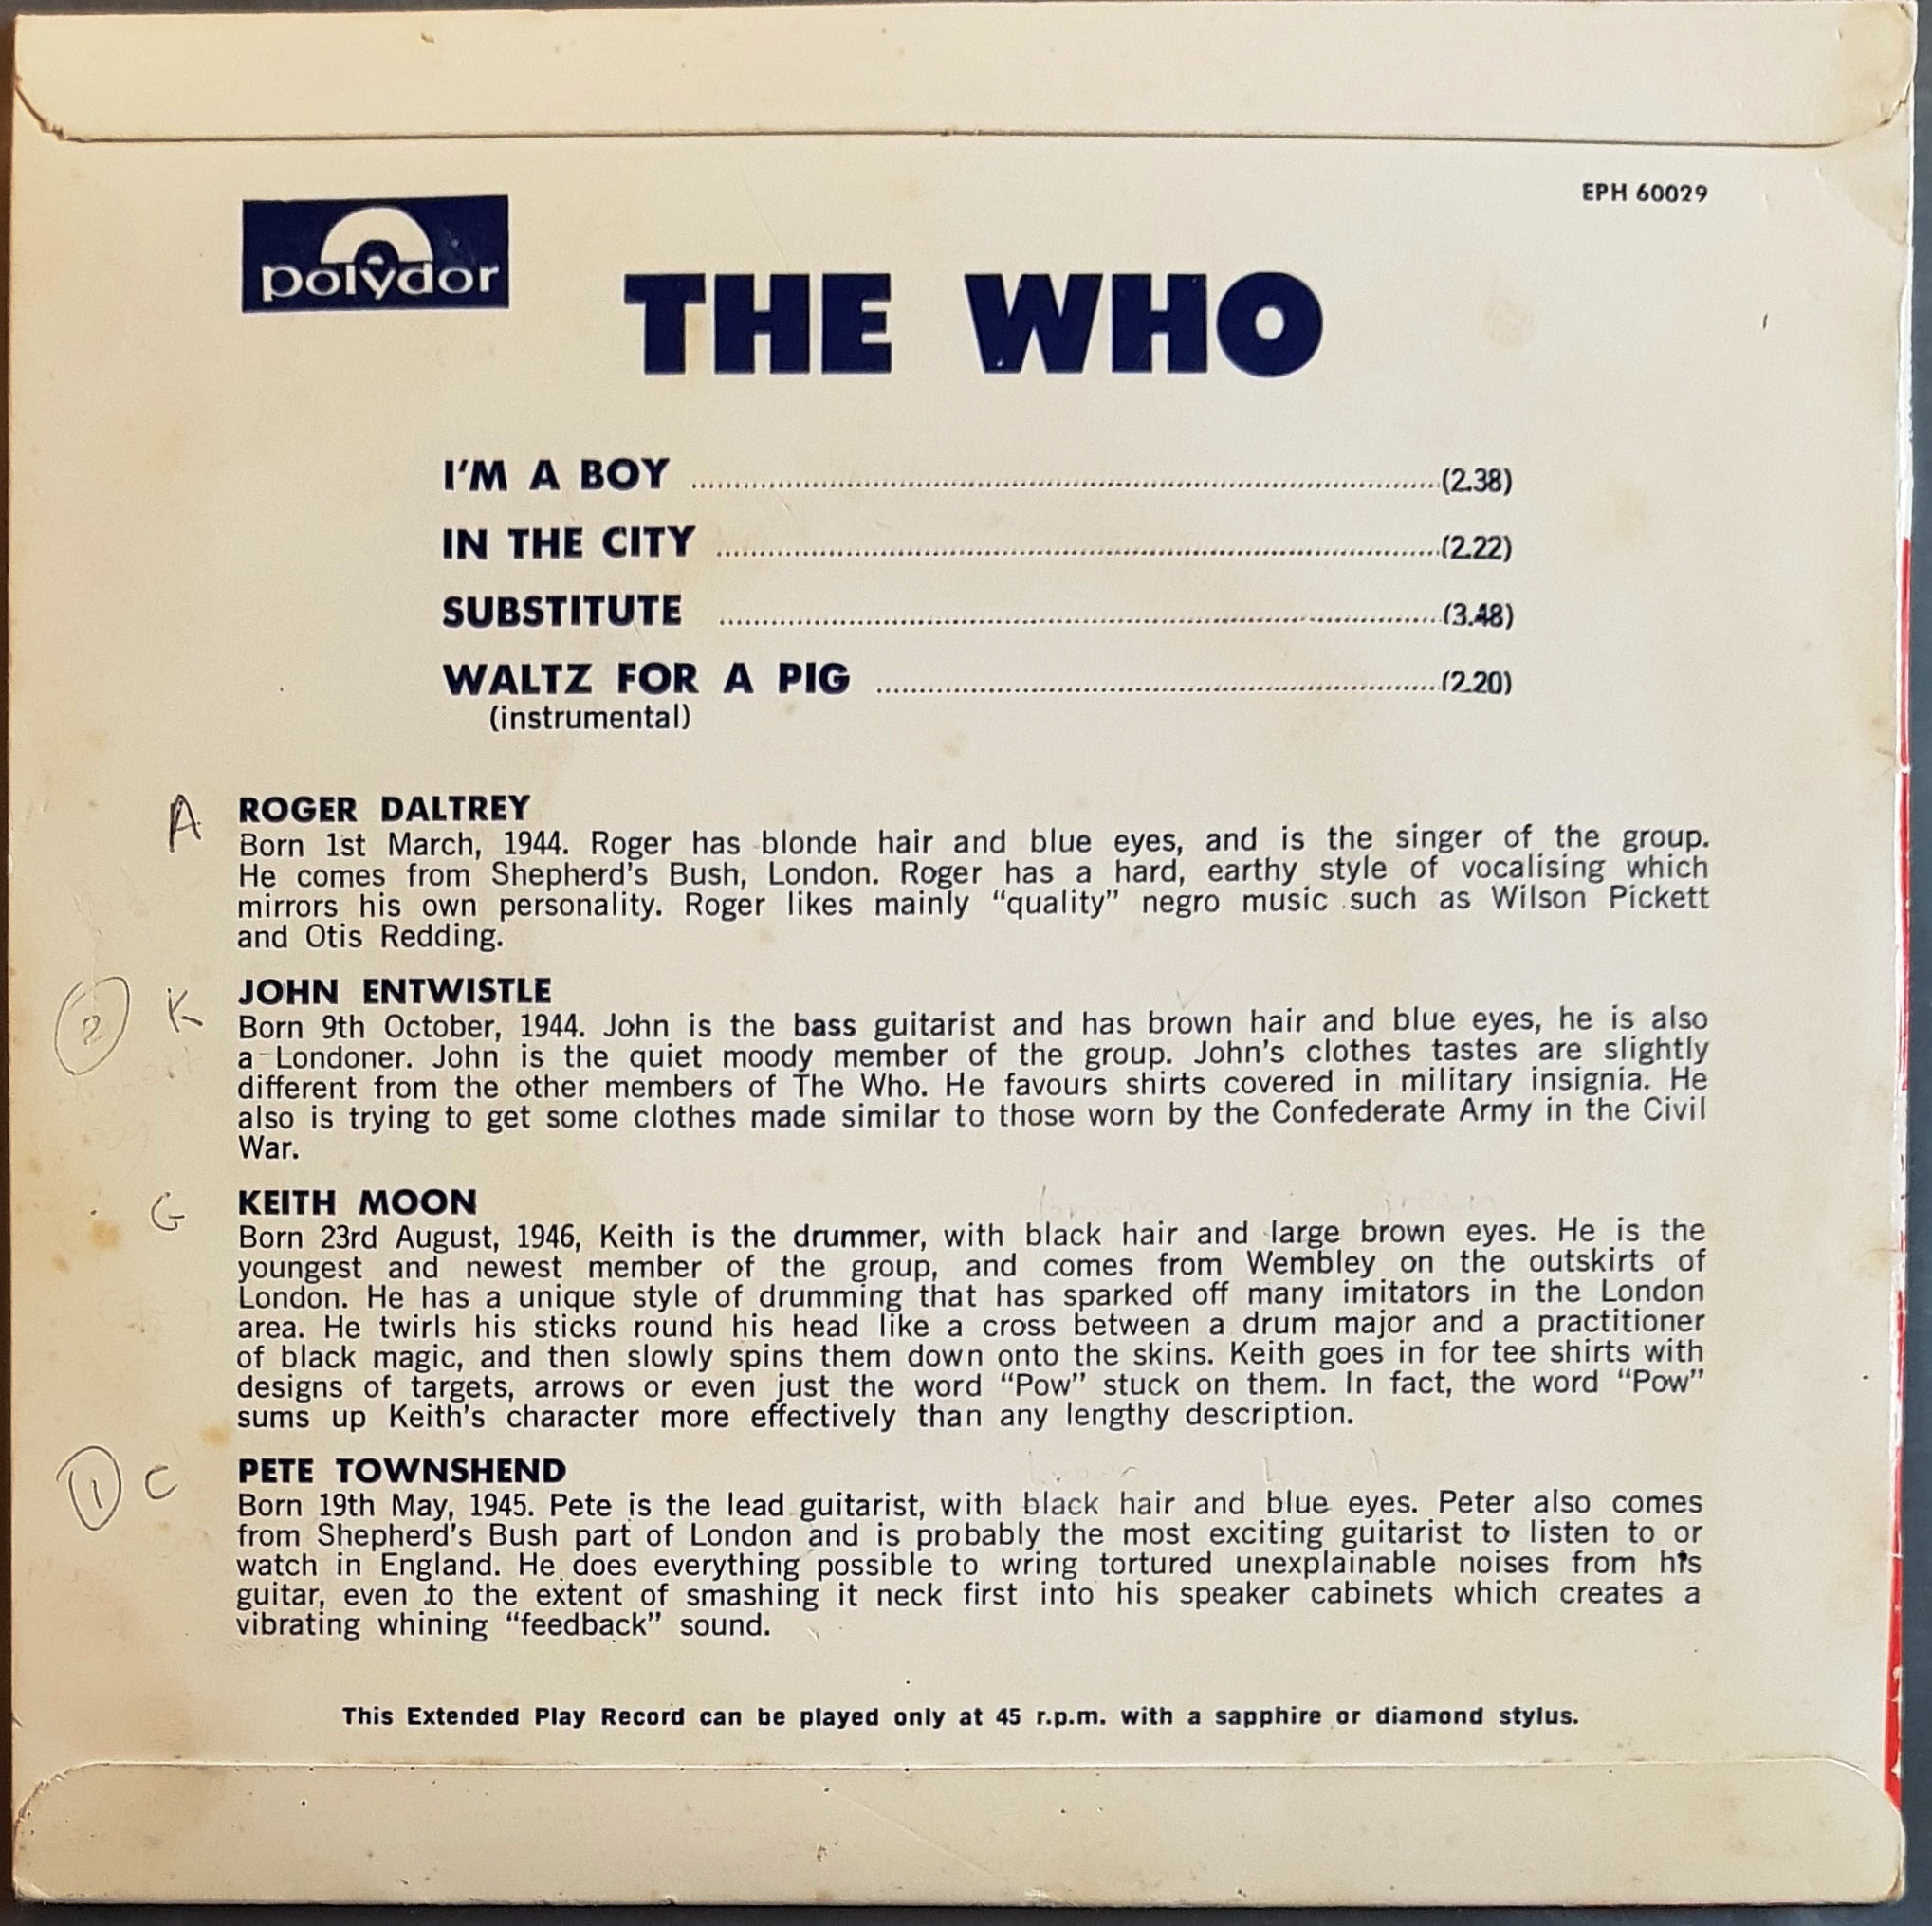 EPH 60029
polydor
THE WHO
I'M A BOY ........................ (2.38)
IN THE CITY ........................ (2.22)
SUBSTITUTE ........................ (3.48)
WALTZ FOR A PIG ........................ (2.20)
(instrumental)
A ROGER DALTREY
Born 1st March, 1944. Roger has blonde hair and blue eyes, and is the singer of the group.
He comes from Shepherd's Bush, London. Roger has a hard, earthy style of vocalising which
mirrors his own personality. Roger likes mainly “quality” negro music such as Wilson Pickett
and Otis Redding.
2 K JOHN ENTWISTLE
Born 9th October, 1944. John is the bass guitarist and has brown hair and blue eyes, he is also
a Londoner. John is the quiet moody member of the group. John's clothes tastes are slightly
different from the other members of The Who. He favours shirts covered in military insignia. He
also is trying to get some clothes made similar to those worn by the Confederate Army in the Civil
War.
G KEITH MOON
Born 23rd August, 1946, Keith is the drummer, with black hair and large brown eyes. He is the
youngest and newest member of the group, and comes from Wembley on the outskirts of
London. He has a unique style of drumming that has sparked off many imitators in the London
area. He twirls his sticks round his head like a cross between a drum major and a practitioner
of black magic, and then slowly spins them down onto the skins. Keith goes in for tee shirts with
designs of targets, arrows or even just the word “Pow” stuck on them. In fact, the word “Pow”
sums up Keith's character more effectively than any lengthy description.
1 C PETE TOWNSHEND
Born 19th May, 1945. Pete is the lead guitarist, with black hair and blue eyes. Peter also comes
from Shepherd's Bush part of London and is probably the most exciting guitarist to listen to or
watch in England. He does everything possible to wring tortured unexplainable noises from his
guitar, even to the extent of smashing it neck first into his speaker cabinets which creates a
vibrating whining “feedback” sound.
This Extended Play Record can be played only at 45 r.p.m. with a sapphire or diamond stylus.